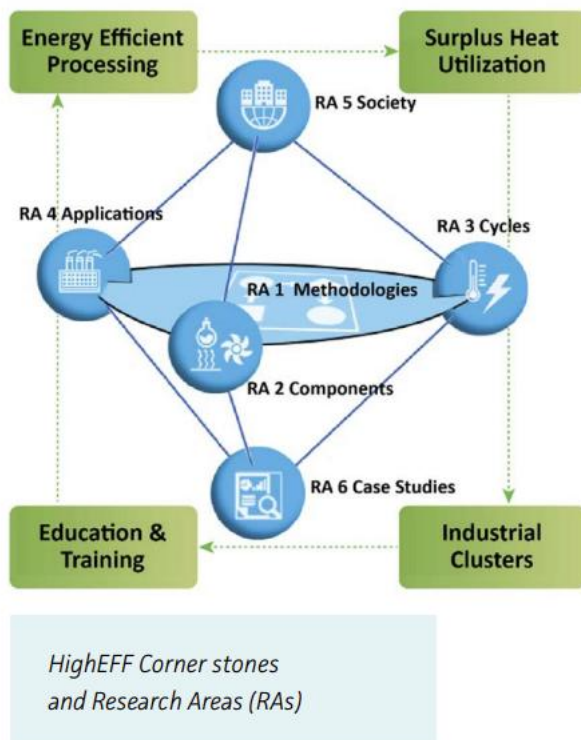 Energy Efficient
Processing
Surplus Heat
Utilization
RA 5 Society
RA 4 Applications
RA 3 Cycles
RA 1 Methodologies
RA 2 Components
RA 6 Case Studies
Education &
Training
Industrial
Clusters
HighEFF Corner stones
and Research Areas (RAs)